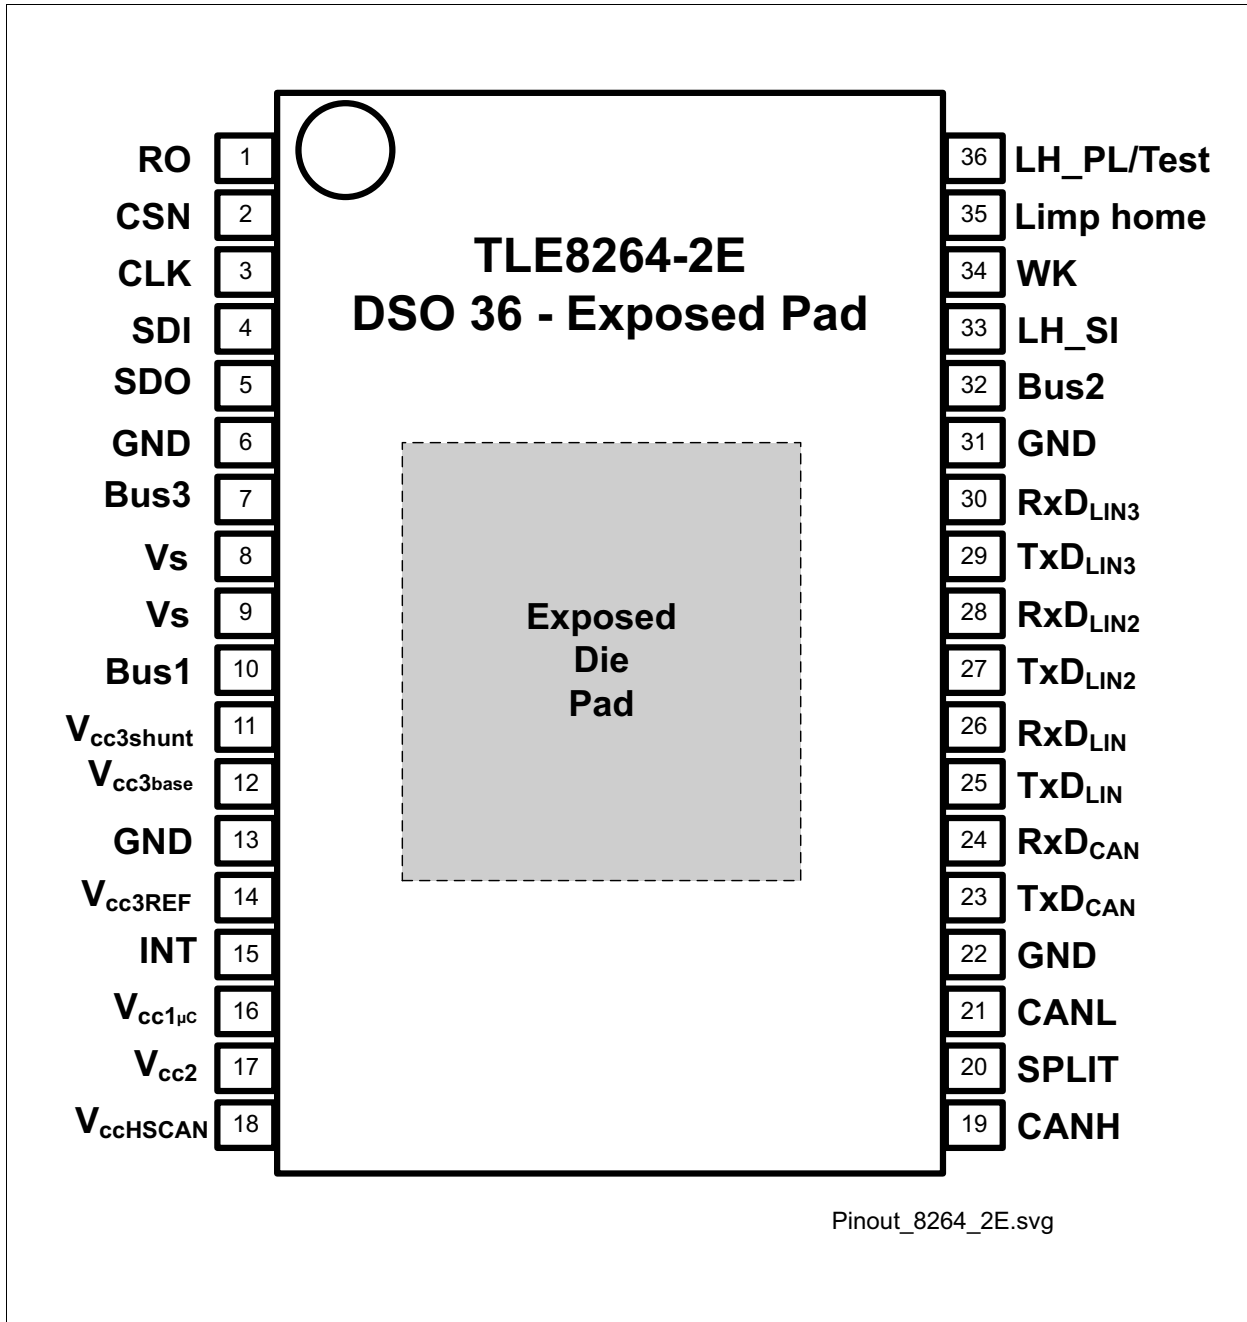 RO 1
CSN 2
CLK 3
SDI 4
SDO 5
GND 6
Bus3 7
Vs 8
Vs 9
Bus1 10
Vcc3shunt 11
Vcc3base 12
GND 13
Vcc3REF 14
INT 15
Vcc1µC 16
Vcc2 17
VccHSCAN 18
TLE8264-2E
DSO 36 - Exposed Pad
Exposed
Die
Pad
36 LH_PL/Test
35 Limp home
34 WK
33 LH_SI
32 Bus2
31 GND
30 RxDLIN3
29 TxDLIN3
28 RxDLIN2
27 TxDLIN2
26 RxDLIN
25 TxDLIN
24 RxDCAN
23 TxDCAN
22 GND
21 CANL
20 SPLIT
19 CANH
Pinout_8264_2E.svg